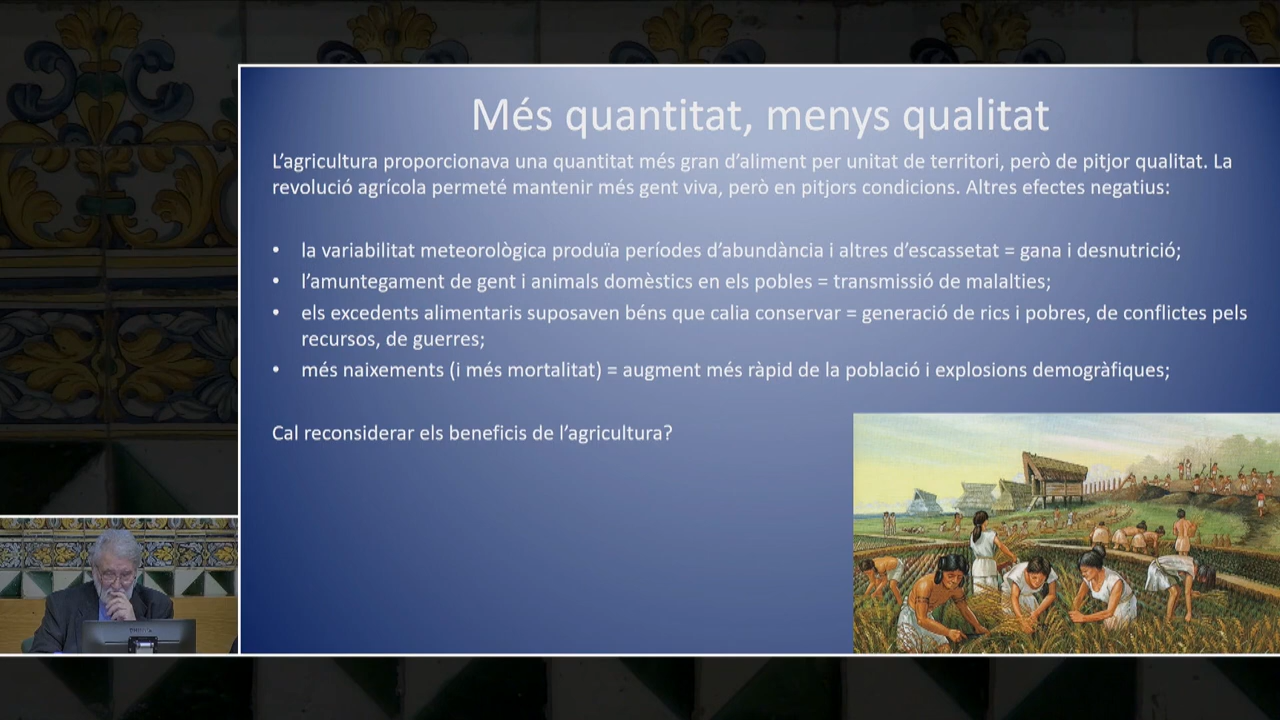 Més quantitat, menys qualitat
L’agricultura proporcionava una quantitat més gran d’aliment per unitat de territori, però de pitjor qualitat. La
revolució agrícola permeté mantenir més gent viva, però en pitjors condicions. Altres efectes negatius:
• la variabilitat meteorològica produïa períodes d’abundància i altres d’escassetat = gana i desnutrició;
• l’amuntegament de gent i animals domèstics en els pobles = transmissió de malalties;
• els excedents alimentaris suposaven béns que calia conservar = generació de rics i pobres, de conflictes pels
recursos, de guerres;
• més naixements (i més mortalitat) = augment més ràpid de la població i explosions demogràfiques;
Cal reconsiderar els beneficis de l’agricultura?
PHILIPS